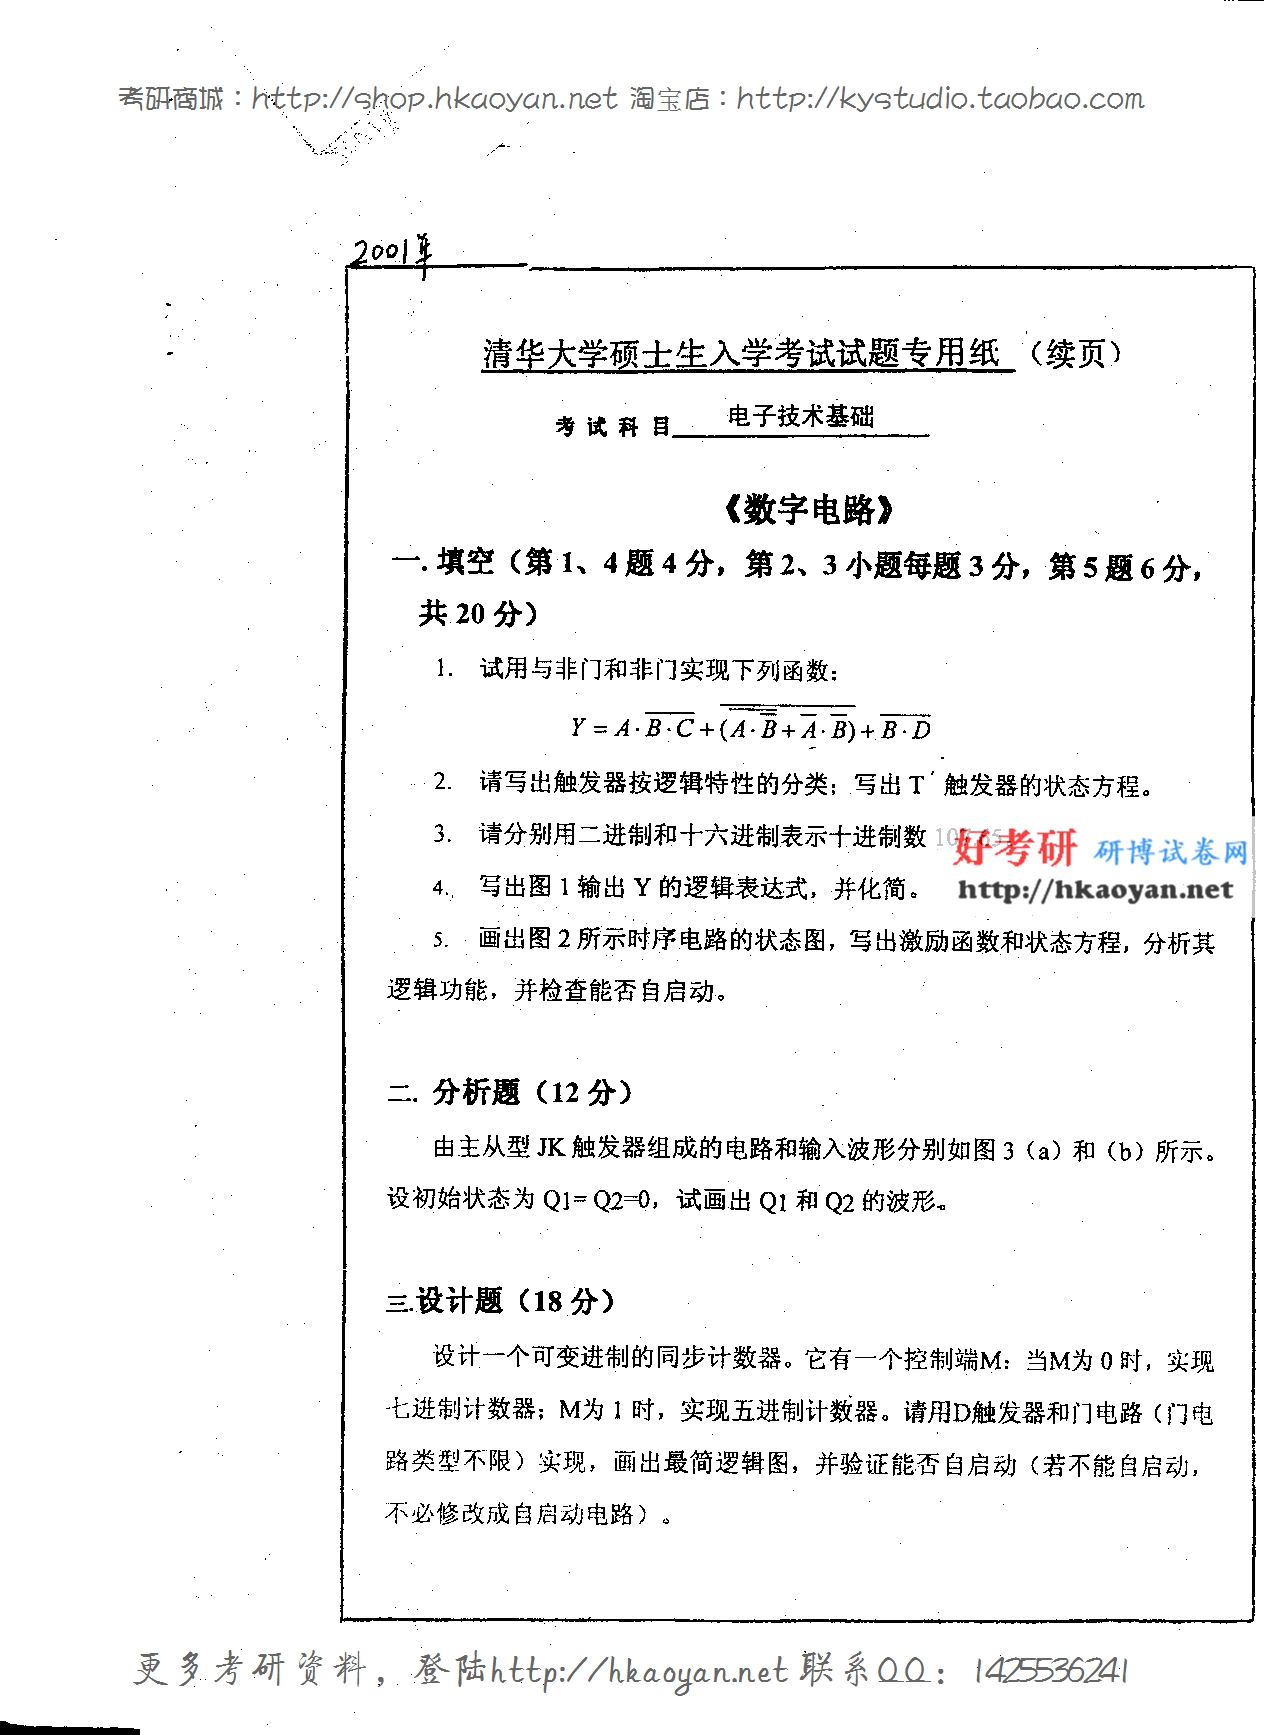 考研商城：http://shop.hkaoyan.net 淘宝店：http://kystudio.taobao.com
2001年
清华大学硕士生入学考试试题专用纸（续页）
考试科目 电子技术基础
《数字电路》
一.填空（第1、4题4分，第2、3小题每题3分，第5题6分，
共20分）
1. 试用与非门和非门实现下列函数：
Y = A·\overline{B·C}+\overline{(\overline{A·\overline{\overline{B}}}+\overline{A}·\overline{B})}+\overline{B·D}
2. 请写出触发器按逻辑特性的分类；写出T′触发器的状态方程。
3. 请分别用二进制和十六进制表示十进制数
好考研 研博试卷网
4. 写出图1输出Y的逻辑表达式，并化简。
http://hkaoyan.net
5. 画出图2所示时序电路的状态图，写出激励函数和状态方程，分析其
逻辑功能，并检查能否自启动。
二. 分析题（12分）
由主从型JK触发器组成的电路和输入波形分别如图3（a）和（b）所示。
设初始状态为Q1= Q2=0，试画出Q1和Q2的波形。
三.设计题（18分）
设计一个可变进制的同步计数器。它有一个控制端M：当M为0时，实现
七进制计数器；M为1时，实现五进制计数器。请用D触发器和门电路（门电
路类型不限）实现，画出最简逻辑图，并验证能否自启动（若不能自启动，
不必修改成自启动电路）。
更多考研资料，登陆http://hkaoyan.net 联系QQ：1425536241